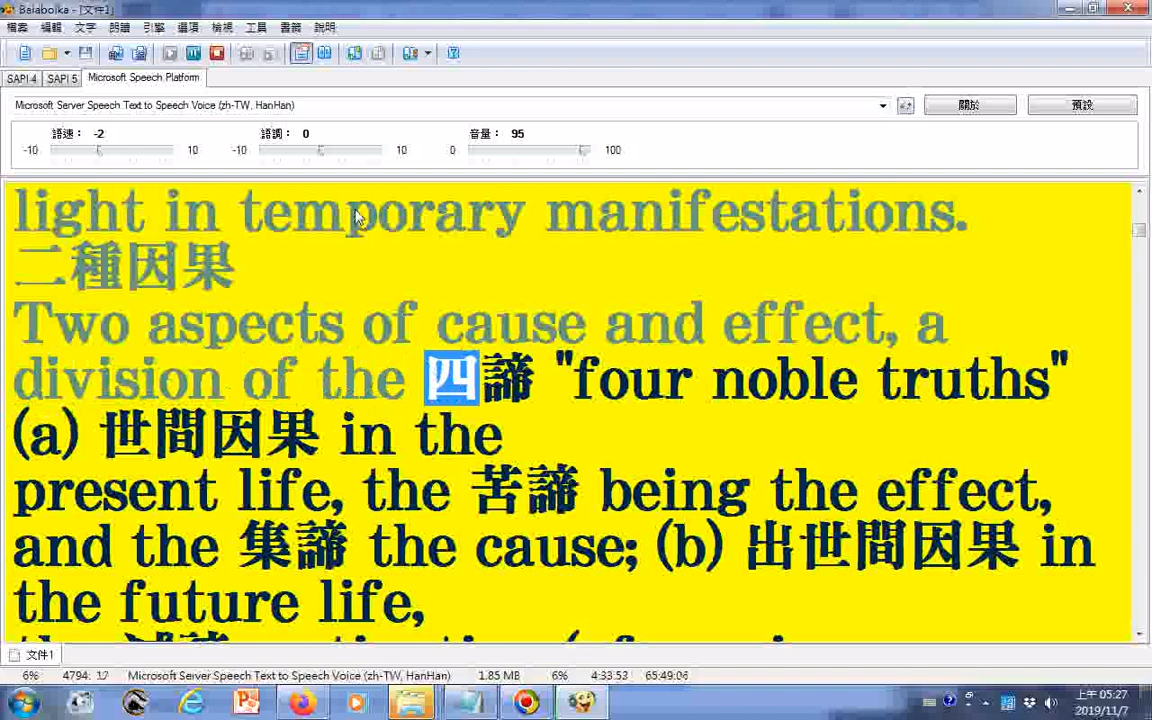 Balabolka - [文件1]
檔案 編輯 文字 朗讀 引擎 選項 檢視 工具 書籤 說明
SAPI 4 SAPI 5 Microsoft Speech Platform
Microsoft Server Speech Text to Speech Voice (zh-TW, HanHan) 關於 預設
語速： -2 語調： 0 音量： 95
-10 10 -10 10 0 100
light in temporary manifestations.
二種因果
Two aspects of cause and effect, a
division of the 四諦 "four noble truths"
(a) 世間因果 in the
present life, the 苦諦 being the effect,
and the 集諦 the cause; (b) 出世間因果 in
the future life,
文件1
6% 4794: 17 Microsoft Server Speech Text to Speech Voice (zh-TW, HanHan) 1.85 MB 6% 4:33:53 65:49:06
上午 05:27
2019/11/7